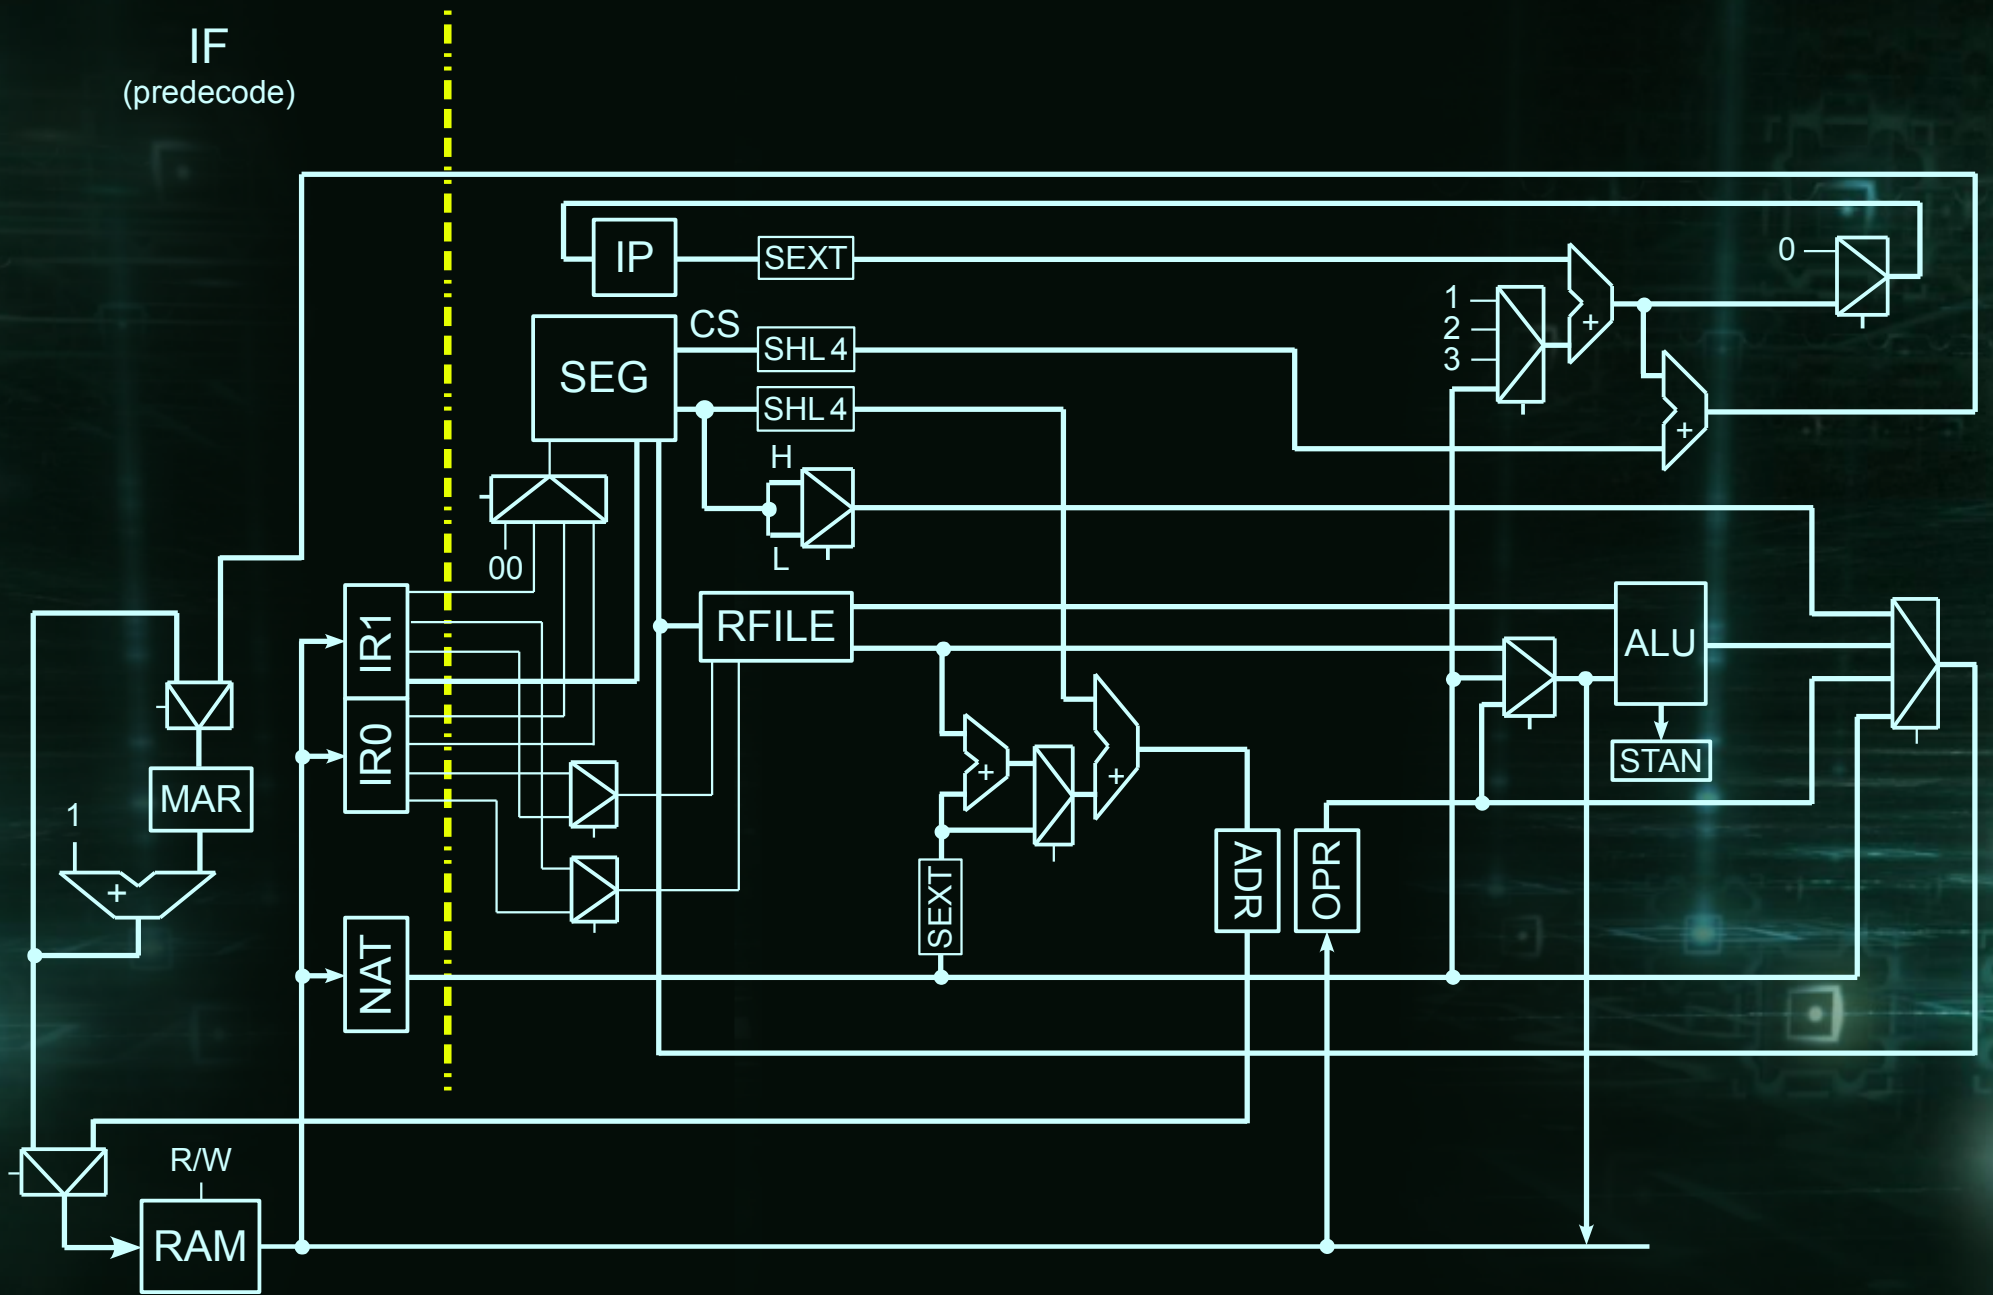 IF
(predecode)
IP
SEXT
0
1
2
3
+
CS
SEG
SHL 4
SHL 4
+
H
L
00
IR1
RFILE
ALU
IR0
STAN
MAR
+
+
1
+
SEXT
ADR
OPR
NAT
R/W
RAM